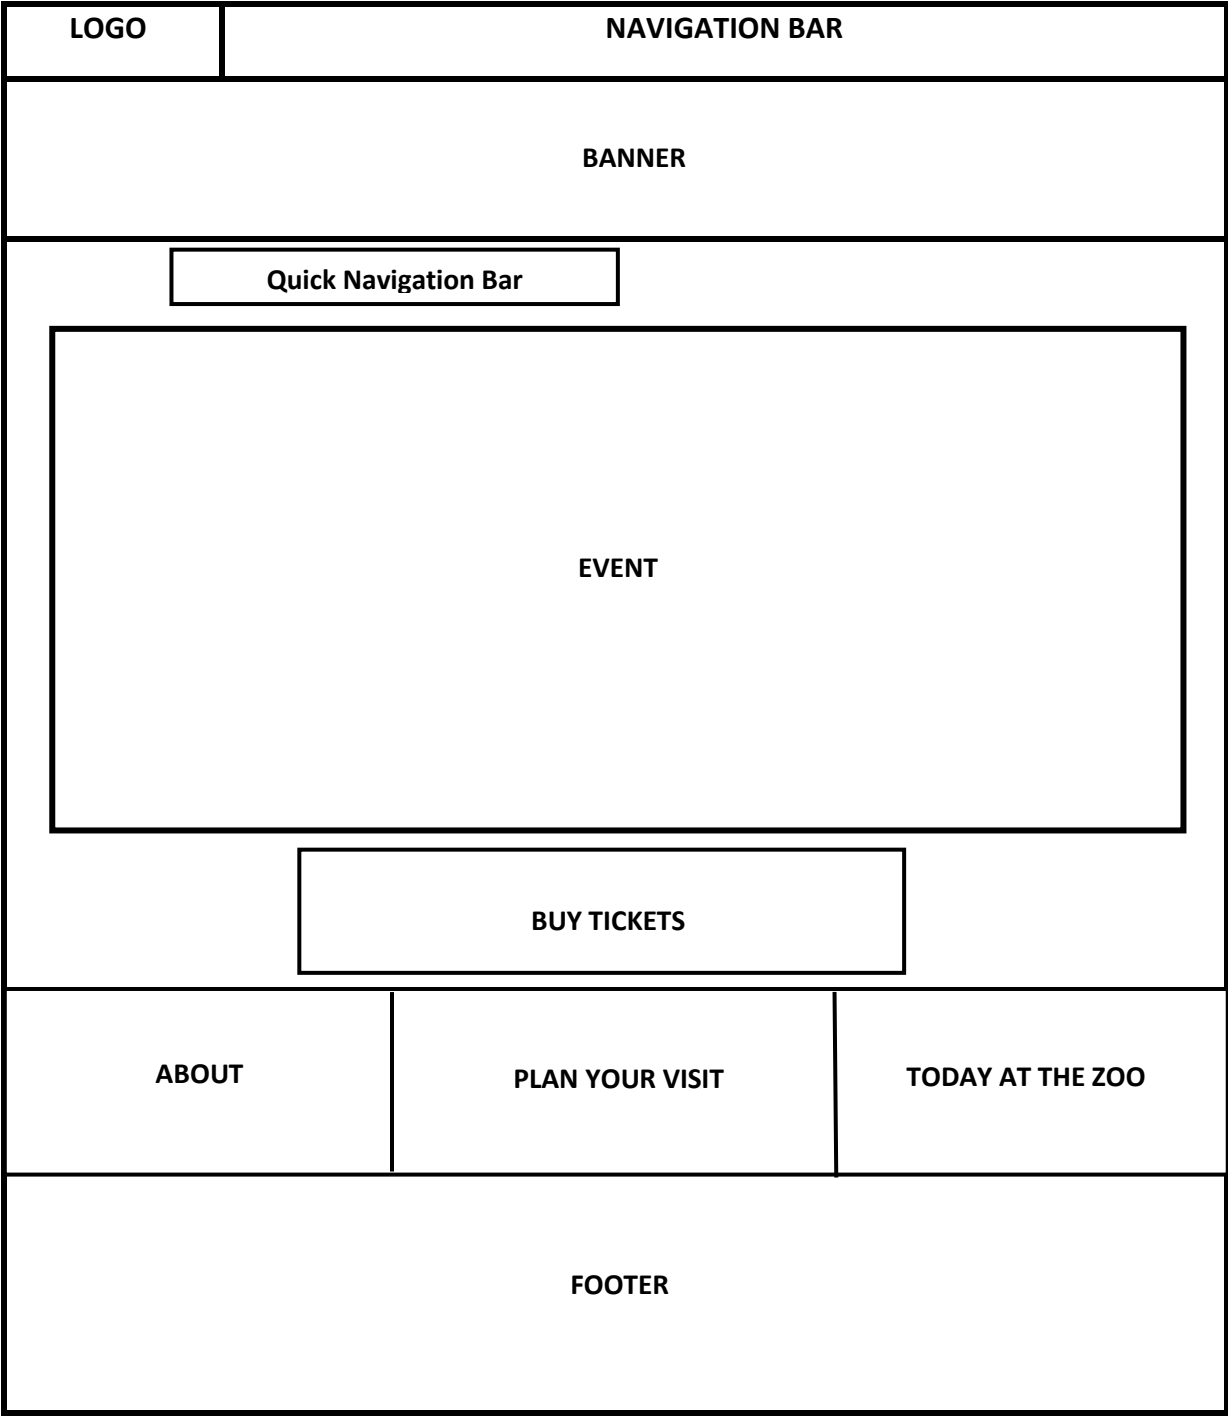 LOGO
NAVIGATION BAR
BANNER
Quick Navigation Bar
EVENT
BUY TICKETS
ABOUT
PLAN YOUR VISIT
TODAY AT THE ZOO
FOOTER